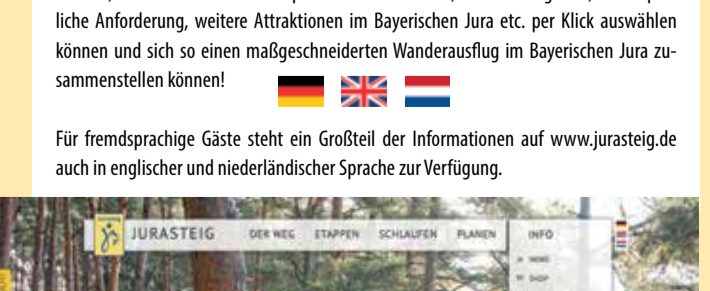 liche Anforderung, weitere Attraktionen im Bayerischen Jura etc. per Klick auswählen
können und sich so einen maßgeschneiderten Wanderausflug im Bayerischen Jura zu-
sammenstellen können!
Für fremdsprachige Gäste steht ein Großteil der Informationen auf www.jurasteig.de
auch in englischer und niederländischer Sprache zur Verfügung.
JURASTEIG DER WEG ETAPPEN SCHLAUFEN PLANEN INFO
NEWS
SHOP